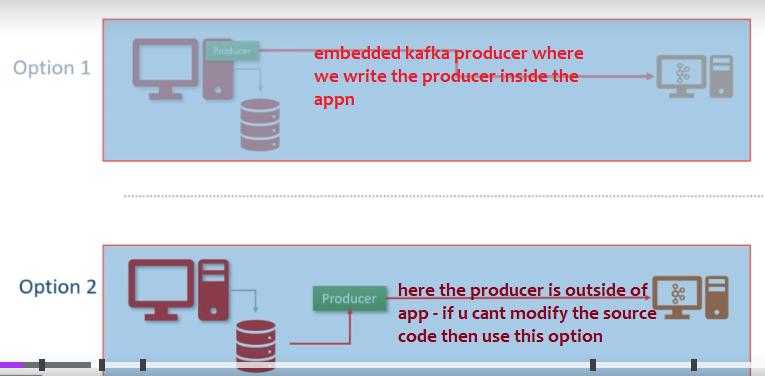 Option 1
Producer
embedded kafka producer where
we write the producer inside the
appn
Option 2
Producer
here the producer is outside of
app - if u cant modify the source
code then use this option